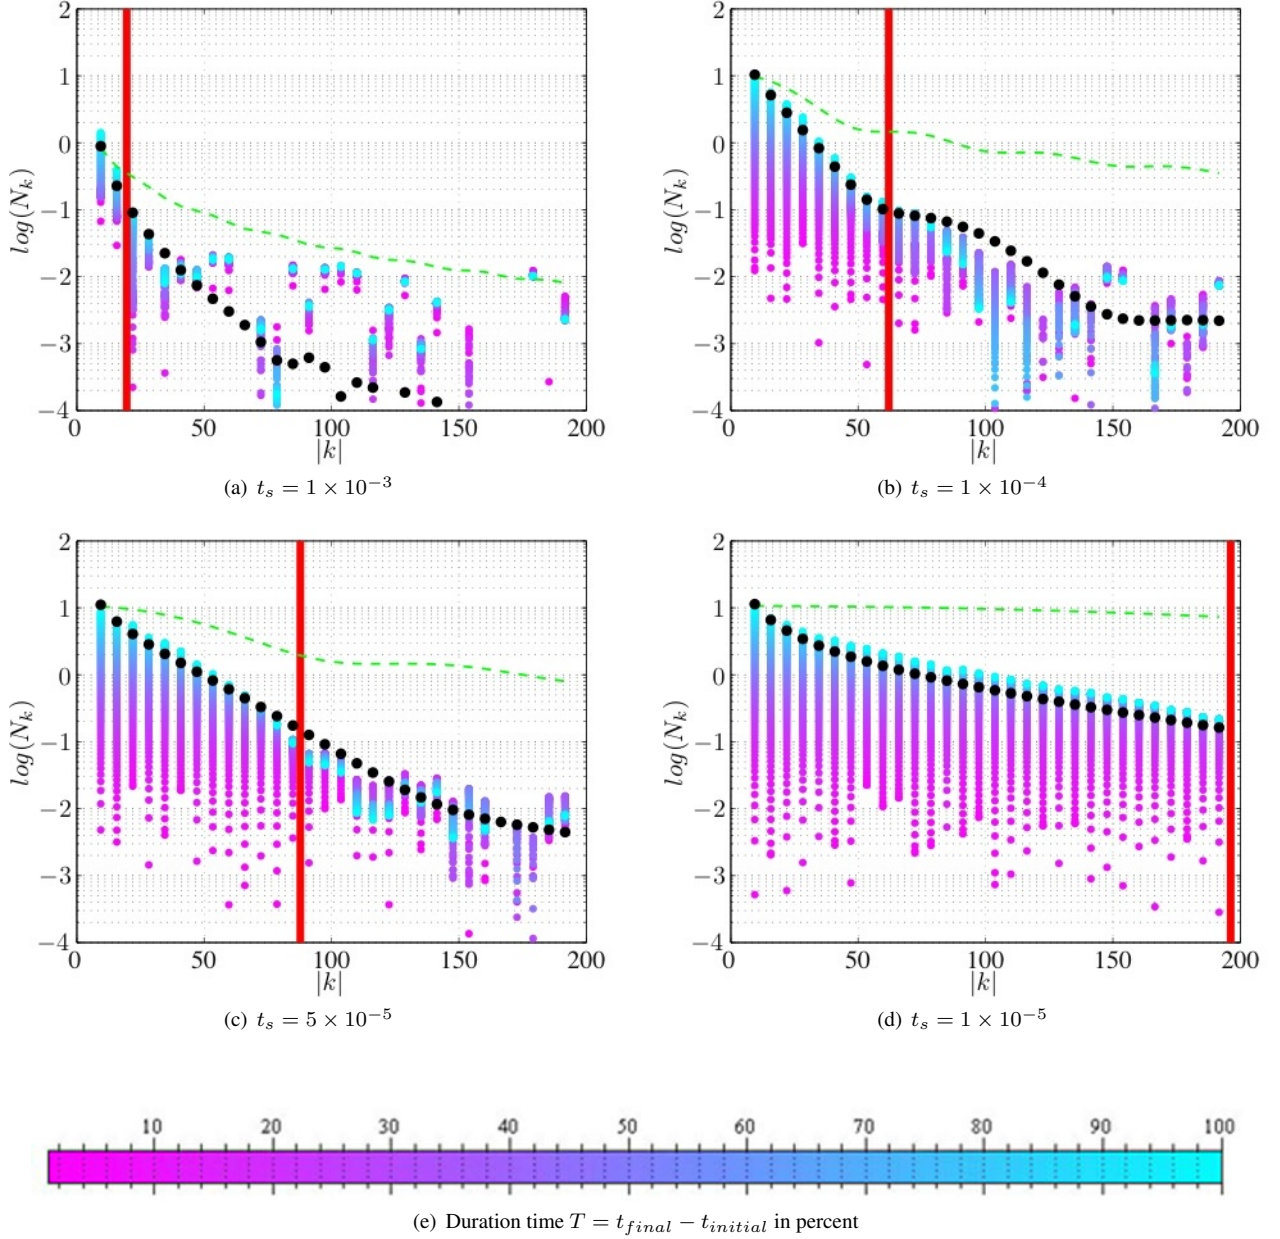 2
1
0
−1
−2
−3
−4
log(N_k)
0 50 100 150 200
|k|
(a) t_s = 1 × 10^{−3}
2
1
0
−1
−2
−3
−4
log(N_k)
0 50 100 150 200
|k|
(b) t_s = 1 × 10^{−4}
2
1
0
−1
−2
−3
−4
log(N_k)
0 50 100 150 200
|k|
(c) t_s = 5 × 10^{−5}
2
1
0
−1
−2
−3
−4
log(N_k)
0 50 100 150 200
|k|
(d) t_s = 1 × 10^{−5}
10 20 30 40 50 60 70 80 90 100
(e) Duration time T = t_{final} − t_{initial} in percent